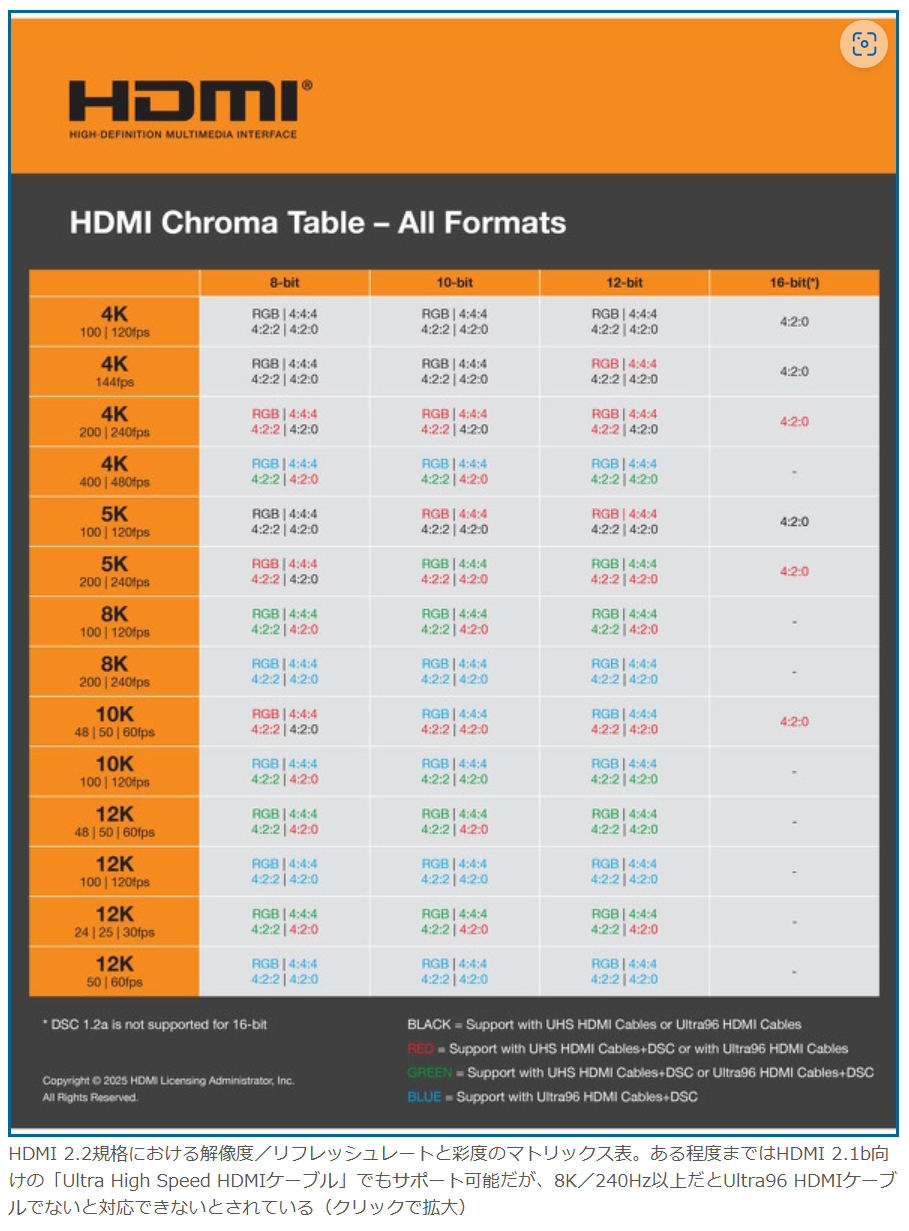 HDMI®
HIGH-DEFINITION MULTIMEDIA INTERFACE
HDMI Chroma Table – All Formats
8-bit 10-bit 12-bit 16-bit(*)
4K
100 | 120fps
RGB | 4:4:4
4:2:2 | 4:2:0
RGB | 4:4:4
4:2:2 | 4:2:0
RGB | 4:4:4
4:2:2 | 4:2:0
4:2:0
4K
144fps
RGB | 4:4:4
4:2:2 | 4:2:0
RGB | 4:4:4
4:2:2 | 4:2:0
RGB | 4:4:4
4:2:2 | 4:2:0
4:2:0
4K
200 | 240fps
RGB | 4:4:4
4:2:2 | 4:2:0
RGB | 4:4:4
4:2:2 | 4:2:0
RGB | 4:4:4
4:2:2 | 4:2:0
4:2:0
4K
400 | 480fps
RGB | 4:4:4
4:2:2 | 4:2:0
RGB | 4:4:4
4:2:2 | 4:2:0
RGB | 4:4:4
4:2:2 | 4:2:0
-
5K
100 | 120fps
RGB | 4:4:4
4:2:2 | 4:2:0
RGB | 4:4:4
4:2:2 | 4:2:0
RGB | 4:4:4
4:2:2 | 4:2:0
4:2:0
5K
200 | 240fps
RGB | 4:4:4
4:2:2 | 4:2:0
RGB | 4:4:4
4:2:2 | 4:2:0
RGB | 4:4:4
4:2:2 | 4:2:0
4:2:0
8K
100 | 120fps
RGB | 4:4:4
4:2:2 | 4:2:0
RGB | 4:4:4
4:2:2 | 4:2:0
RGB | 4:4:4
4:2:2 | 4:2:0
-
8K
200 | 240fps
RGB | 4:4:4
4:2:2 | 4:2:0
RGB | 4:4:4
4:2:2 | 4:2:0
RGB | 4:4:4
4:2:2 | 4:2:0
-
10K
48 | 50 | 60fps
RGB | 4:4:4
4:2:2 | 4:2:0
RGB | 4:4:4
4:2:2 | 4:2:0
RGB | 4:4:4
4:2:2 | 4:2:0
4:2:0
10K
100 | 120fps
RGB | 4:4:4
4:2:2 | 4:2:0
RGB | 4:4:4
4:2:2 | 4:2:0
RGB | 4:4:4
4:2:2 | 4:2:0
-
12K
48 | 50 | 60fps
RGB | 4:4:4
4:2:2 | 4:2:0
RGB | 4:4:4
4:2:2 | 4:2:0
RGB | 4:4:4
4:2:2 | 4:2:0
-
12K
100 | 120fps
RGB | 4:4:4
4:2:2 | 4:2:0
RGB | 4:4:4
4:2:2 | 4:2:0
RGB | 4:4:4
4:2:2 | 4:2:0
-
12K
24 | 25 | 30fps
RGB | 4:4:4
4:2:2 | 4:2:0
RGB | 4:4:4
4:2:2 | 4:2:0
RGB | 4:4:4
4:2:2 | 4:2:0
-
12K
50 | 60fps
RGB | 4:4:4
4:2:2 | 4:2:0
RGB | 4:4:4
4:2:2 | 4:2:0
RGB | 4:4:4
4:2:2 | 4:2:0
-
* DSC 1.2a is not supported for 16-bit
Copyright © 2025 HDMI Licensing Administrator, Inc.
All Rights Reserved.
BLACK = Support with UHS HDMI Cables or Ultra96 HDMI Cables
RED = Support with UHS HDMI Cables+DSC or with Ultra96 HDMI Cables
GREEN = Support with UHS HDMI Cables+DSC or Ultra96 HDMI Cables+DSC
BLUE = Support with Ultra96 HDMI Cables+DSC
HDMI 2.2規格における解像度／リフレッシュレートと彩度のマトリックス表。ある程度まではHDMI 2.1b向
けの「Ultra High Speed HDMIケーブル」でもサポート可能だが、8K／240Hz以上だとUltra96 HDMIケーブ
ルでないと対応できないとされている（クリックで拡大）